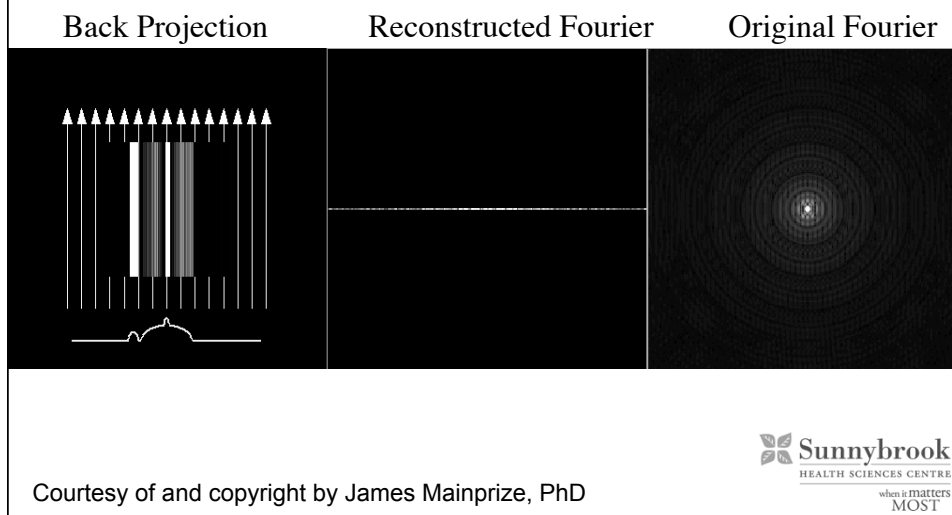 Back Projection
Reconstructed Fourier
Original Fourier
Courtesy of and copyright by James Mainprize, PhD
Sunnybrook
HEALTH SCIENCES CENTRE
when it matters
MOST